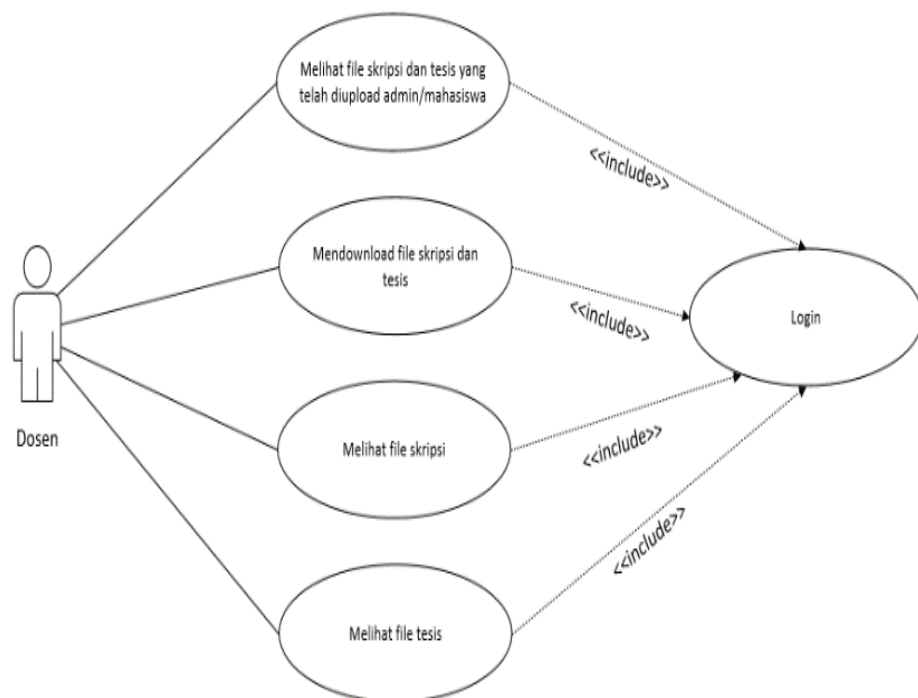 Melihat file skripsi dan tesis yang
telah diupload admin/mahasiswa
<<include>>
Mendownload file skripsi dan
tesis
<<include>>
Login
Dosen
Melihat file skripsi
<<include>>
<<include>>
Melihat file tesis